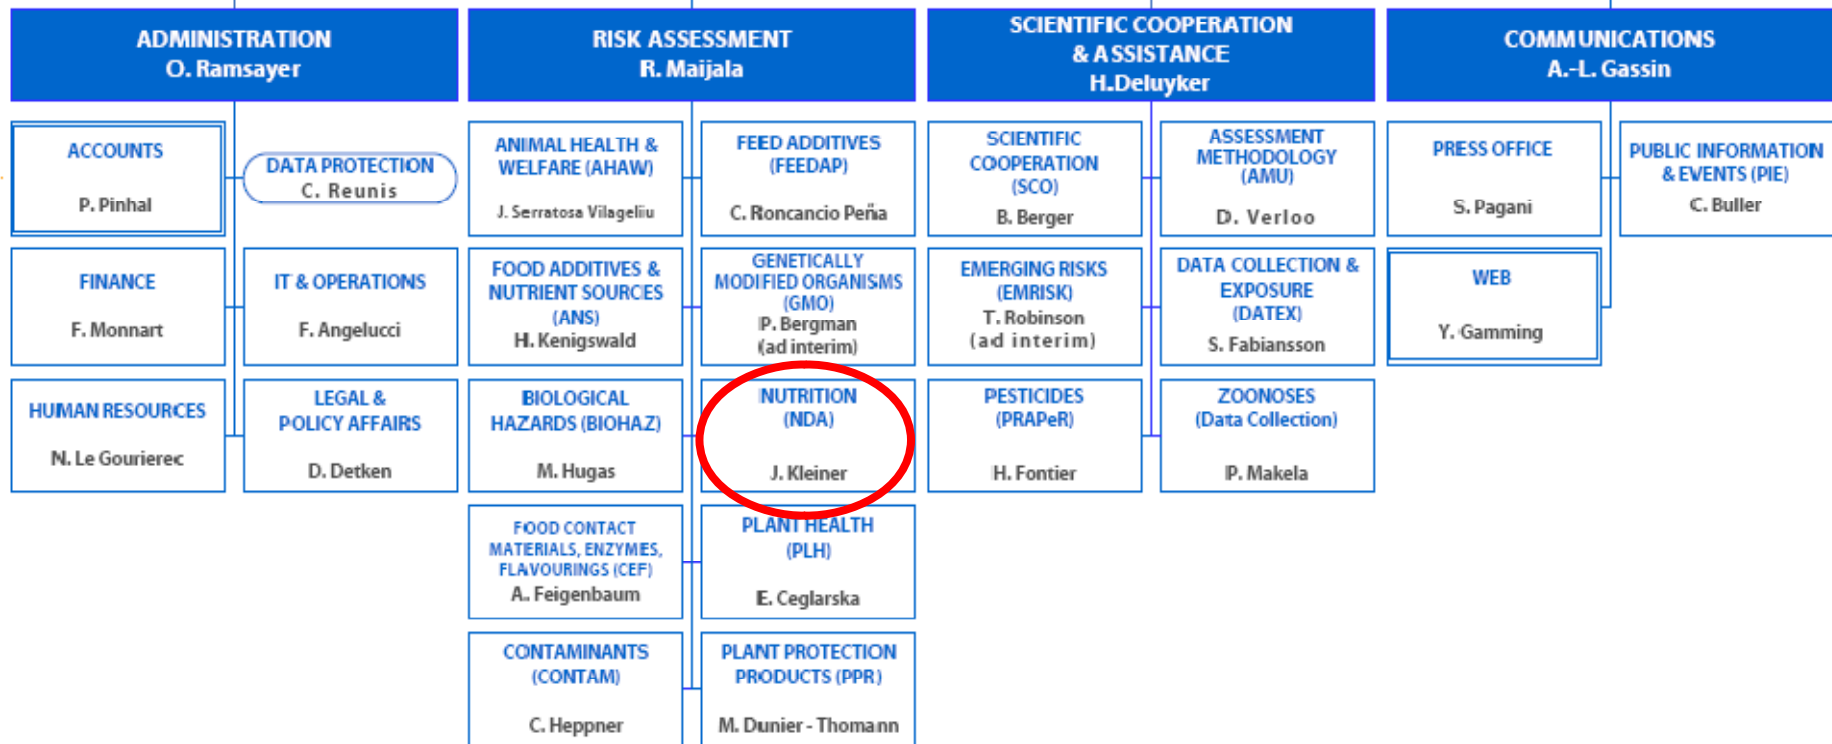 ADMINISTRATION
O. Ramsayer
RISK ASSESSMENT
R. Maijala
SCIENTIFIC COOPERATION
& ASSISTANCE
H.Deluyker
COMMUNICATIONS
A.-L. Gassin
ACCOUNTS
P. Pinhal
DATA PROTECTION
C. Reunis
FINANCE
F. Monnart
IT & OPERATIONS
F. Angelucci
HUMAN RESOURCES
N. Le Gourierec
LEGAL &
POLICY AFFAIRS
D. Detken
ANIMAL HEALTH &
WELFARE (AHAW)
J. Serratosa Vilageliu
FEED ADDITIVES
(FEEDAP)
C. Roncancio Peña
FOOD ADDITIVES &
NUTRIENT SOURCES
(ANS)
H. Kenigswald
GENETICALLY
MODIFIED ORGANISMS
(GMO)
P. Bergman
(ad interim)
BIOLOGICAL
HAZARDS (BIOHAZ)
M. Hugas
NUTRITION
(NDA)
J. Kleiner
FOOD CONTACT
MATERIALS, ENZYMES,
FLAVOURINGS (CEF)
A. Feigenbaum
PLANT HEALTH
(PLH)
E. Ceglarska
CONTAMINANTS
(CONTAM)
C. Heppner
PLANT PROTECTION
PRODUCTS (PPR)
M. Dunier - Thomann
SCIENTIFIC
COOPERATION
(SCO)
B. Berger
ASSESSMENT
METHODOLOGY
(AMU)
D. Verloo
EMERGING RISKS
(EMRISK)
T. Robinson
(ad interim)
DATA COLLECTION &
EXPOSURE
(DATEX)
S. Fabiansson
PESTICIDES
(PRAPeR)
H. Fontier
ZOONOSES
(Data Collection)
P. Makela
PRESS OFFICE
S. Pagani
PUBLIC INFORMATION
& EVENTS (PIE)
C. Buller
WEB
Y. Gamming